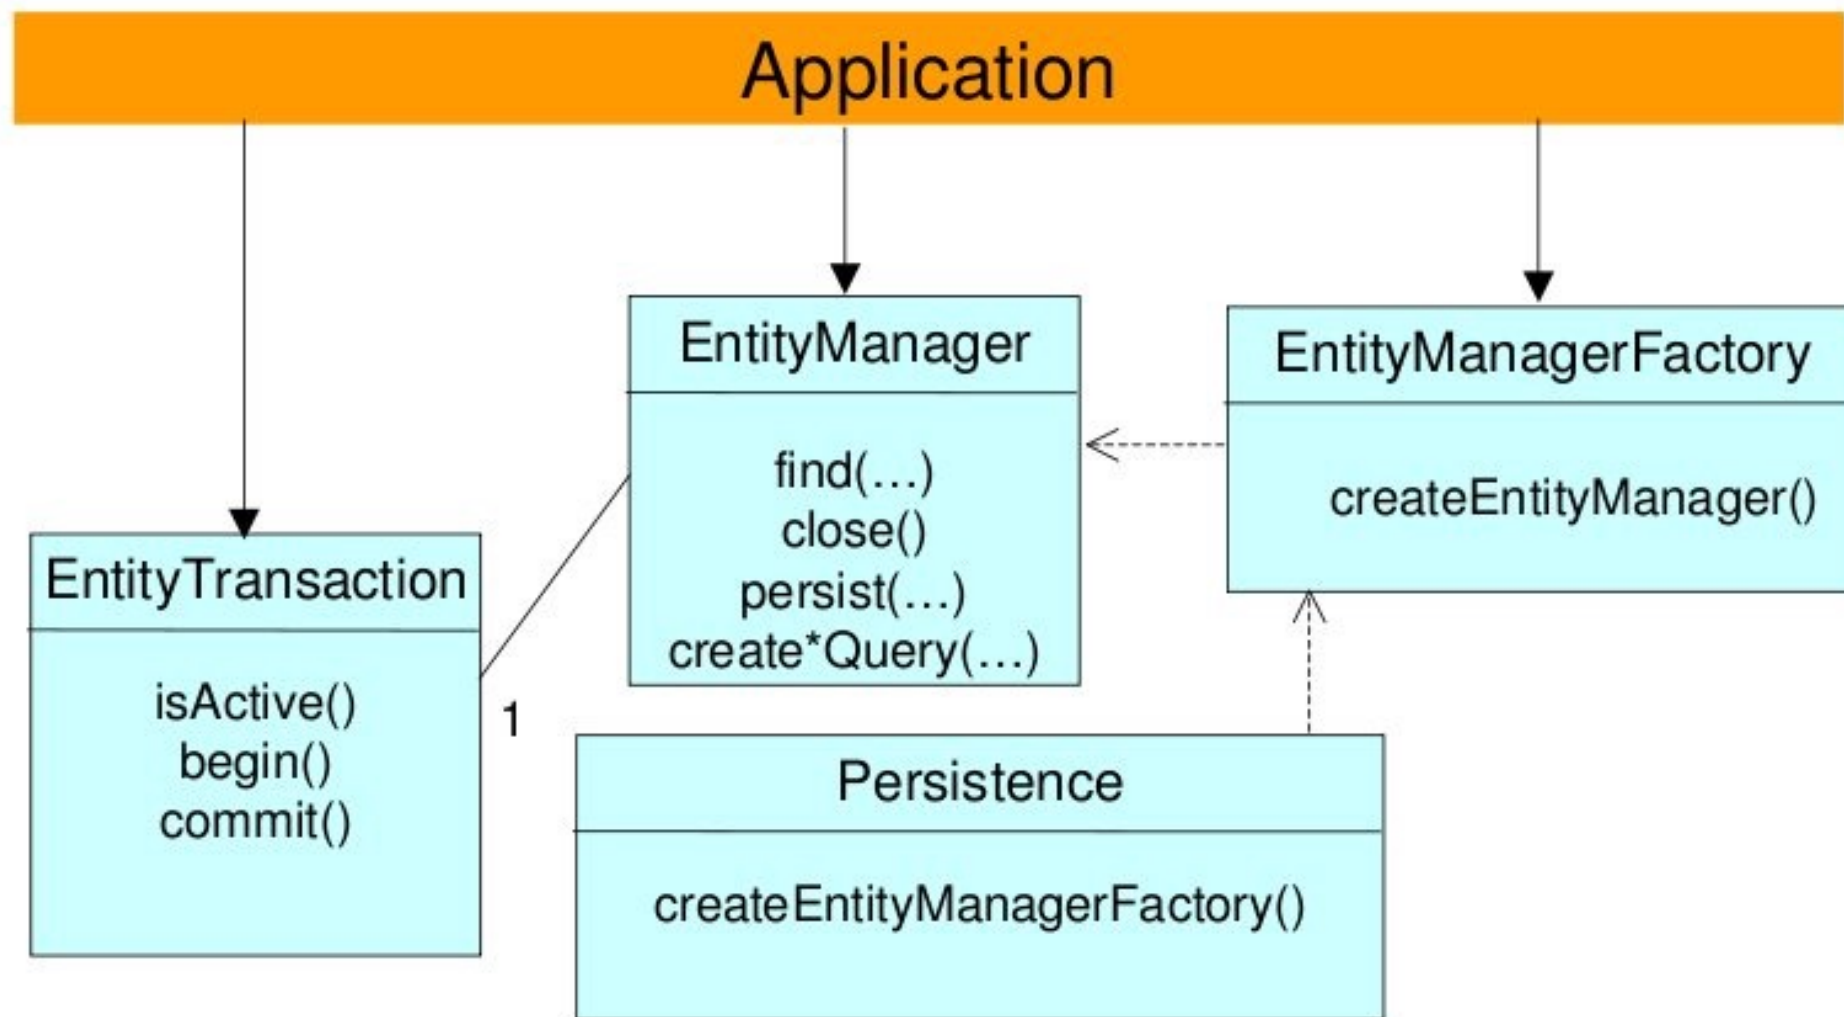 Application
EntityManager
find(...)
close()
persist(...)
create*Query(...)
EntityManagerFactory
createEntityManager()
EntityTransaction
isActive()
begin()
commit()
1
Persistence
createEntityManagerFactory()